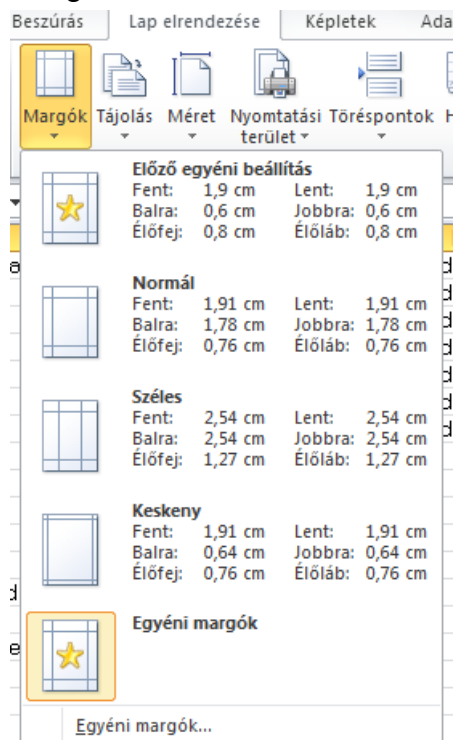 Beszúrás Lap elrendezése Képletek Ada
Margók Tájolás Méret Nyomtatási Töréspontok H
terület
Előző egyéni beállítás
Fent: 1,9 cm Lent: 1,9 cm
Balra: 0,6 cm Jobbra: 0,6 cm
Élőfej: 0,8 cm Élőláb: 0,8 cm
Normál
Fent: 1,91 cm Lent: 1,91 cm
Balra: 1,78 cm Jobbra: 1,78 cm
Élőfej: 0,76 cm Élőláb: 0,76 cm
Széles
Fent: 2,54 cm Lent: 2,54 cm
Balra: 2,54 cm Jobbra: 2,54 cm
Élőfej: 1,27 cm Élőláb: 1,27 cm
Keskeny
Fent: 1,91 cm Lent: 1,91 cm
Balra: 0,64 cm Jobbra: 0,64 cm
Élőfej: 0,76 cm Élőláb: 0,76 cm
Egyéni margók
Egyéni margók...